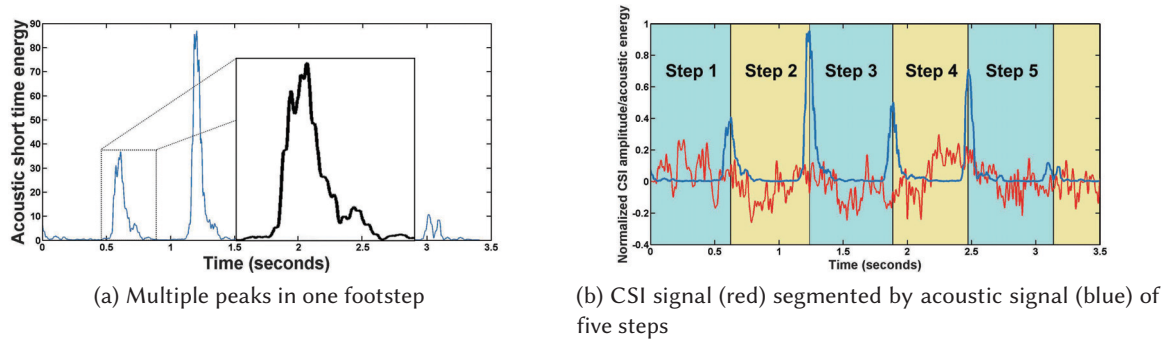 Acoustic short time energy
90
80
70
60
50
40
30
20
10
0
0.5
1
1.5
2
2.5
3
3.5
Time (seconds)
(a) Multiple peaks in one footstep
Normalized CSI amplitude/acoustic energy
1
0.8
0.6
0.4
0.2
0
-0.2
-0.4
Step 1 Step 2 Step 3 Step 4 Step 5
0 0.5 1 1.5 2 2.5 3 3.5
Time (seconds)
(b) CSI signal (red) segmented by acoustic signal (blue) of
five steps